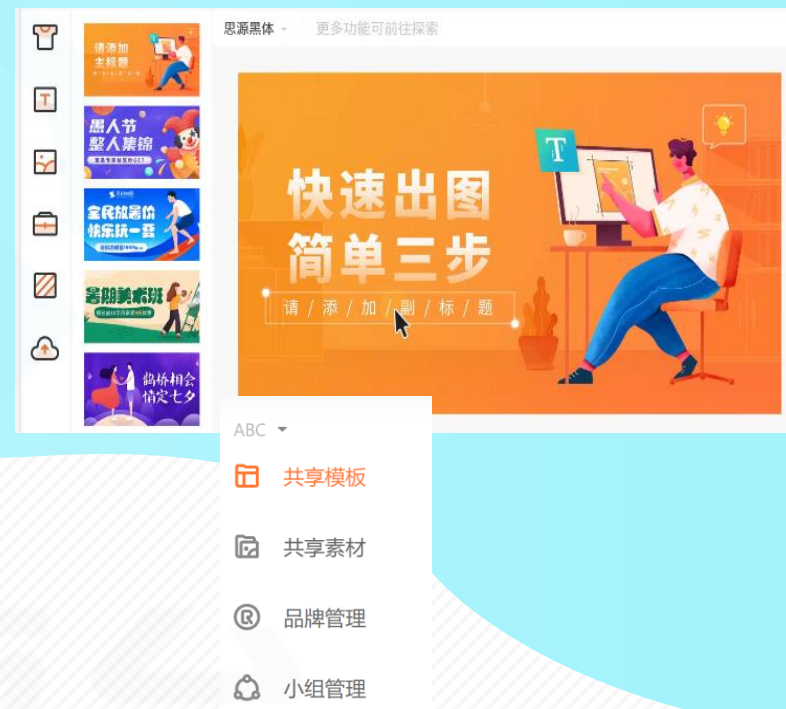 思源黑体
更多功能可前往探索
请添加
主标题
愚人节
整人集锦
全民放暑价
快乐玩一夏
暑期美术班
鹊桥相会
情定七夕
T
快速出图
简单三步
请/添/加/副/标/题
T
ABC
共享模板
共享素材
品牌管理
小组管理